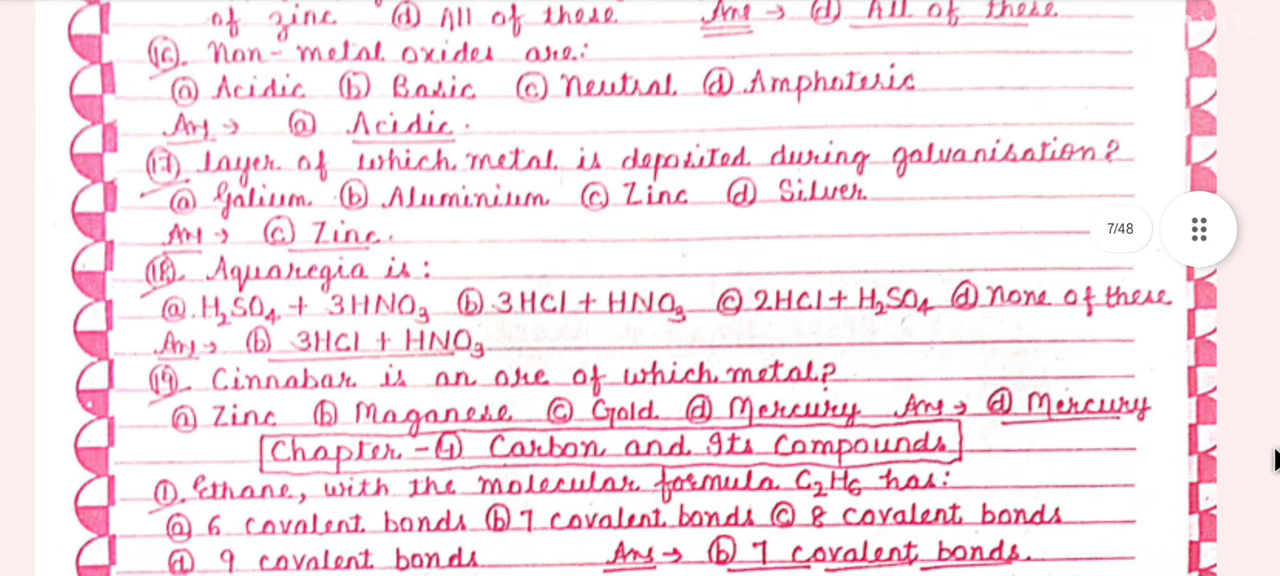 of zinc (d) All of these Ans → (d) All of these
(16). Non-metal oxides are:
(a) Acidic (b) Basic (c) Neutral (d) Amphoteric
Ans → (a) Acidic.
(17) Layer of which metal is deposited during galvanisation?
(a) Galium (b) Aluminium (c) Zinc (d) Silver
Ans → (c) Zinc.
7/48
(18). Aquaregia is:
(a). H₂SO₄ + 3HNO₃ (b) 3HCl + HNO₃ (c) 2HCl + H₂SO₄ (d) None of these
Ans → (b) 3HCl + HNO₃
(19) Cinnabar is an ore of which metal?
(a) Zinc (b) Maganese (c) Gold (d) Mercury Ans → (d) Mercury
Chapter - (4) Carbon and Its Compounds
(1). Ethane, with the molecular formula C₂H₆ has:
(a) 6 covalent bonds (b) 7 covalent bonds (c) 8 covalent bonds
(d) 9 covalent bonds Ans → (b) 7 covalent bonds.